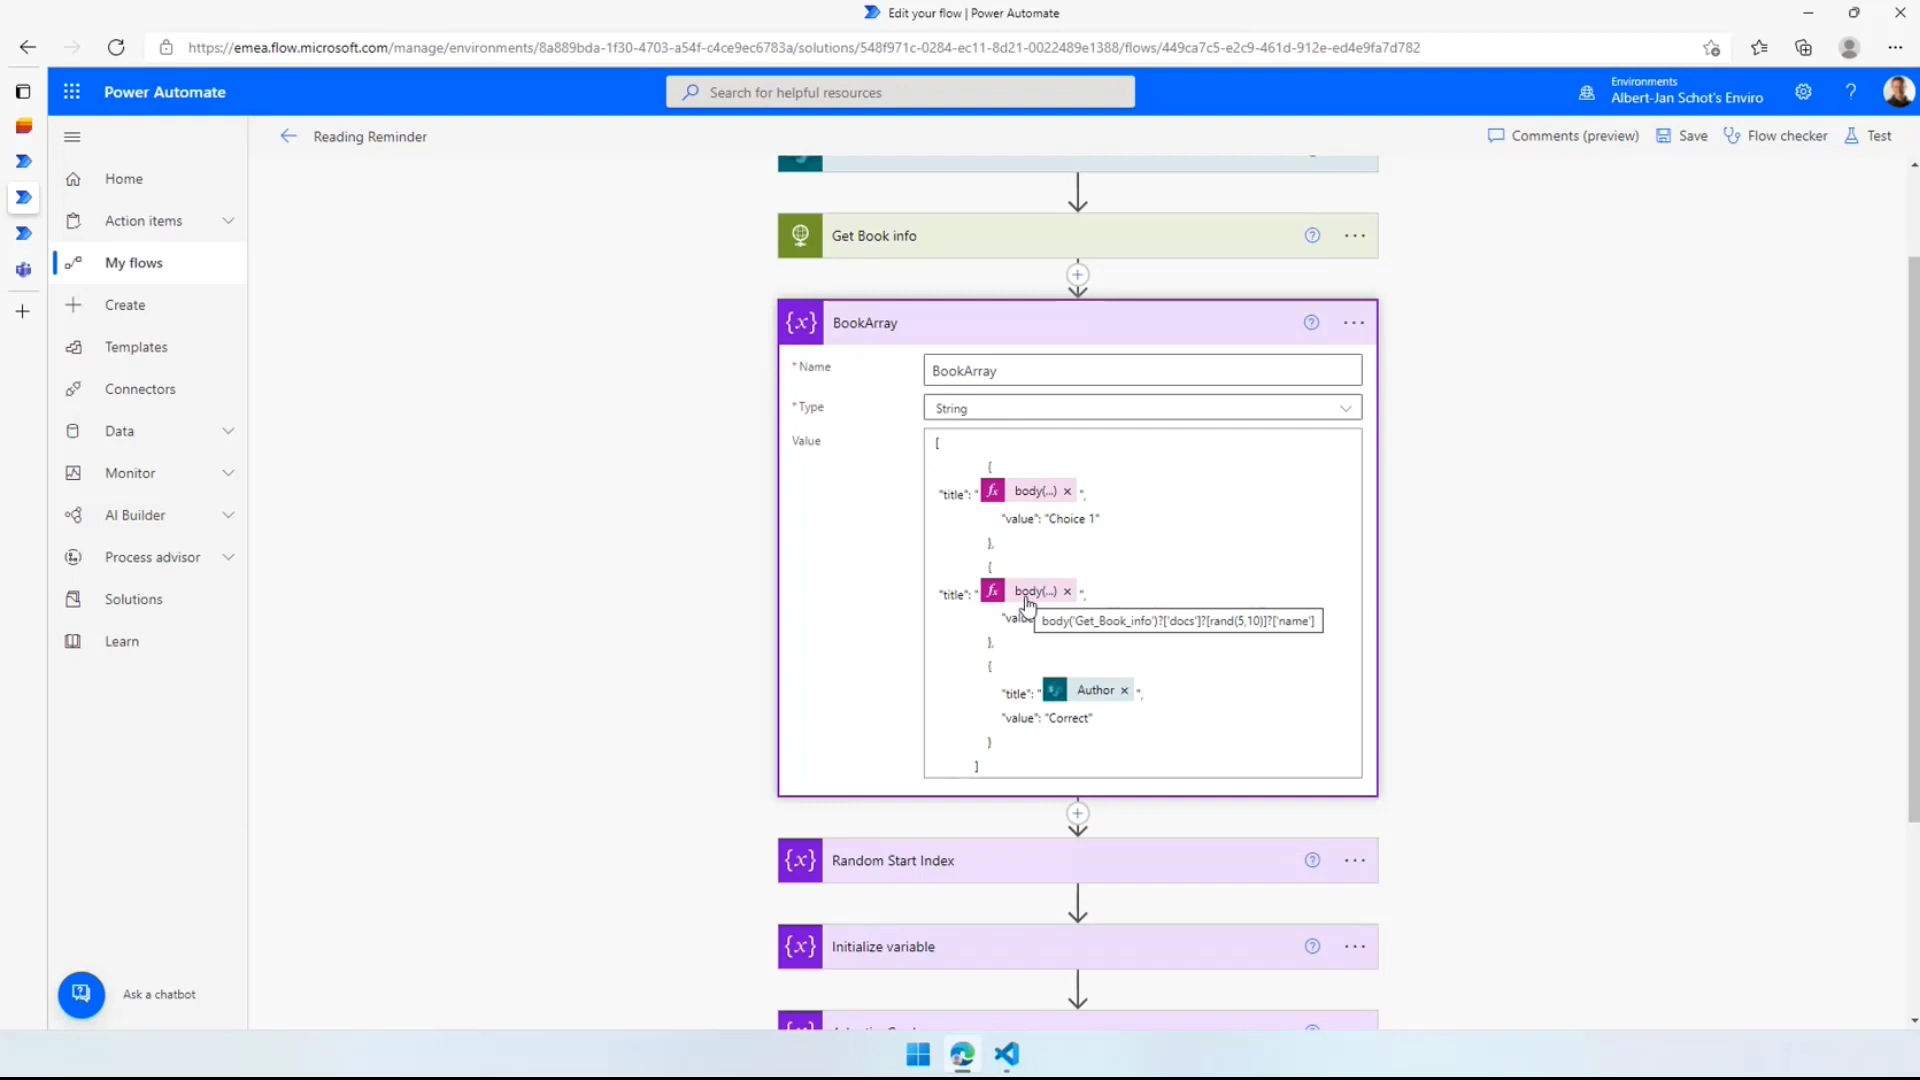 Edit your flow | Power Automate
https://emea.flow.microsoft.com/manage/environments/8a889bda-1f30-4703-a54f-c4ce9ec6783a/solutions/548f971c-0284-ec11-8d21-0022489e1388/flows/449ca7c5-e2c9-461d-912e-ed4e9fa7d782
Power Automate
Search for helpful resources
Environments
Albert-Jan Schot's Enviro
Reading Reminder
Comments (preview)
Save
Flow checker
Test
Home
Action items
My flows
Create
Templates
Connectors
Data
Monitor
AI Builder
Process advisor
Solutions
Learn
Ask a chatbot
Get Book info
{x} BookArray
* Name
BookArray
* Type
String
Value
[
{
"title": " fx body(...) × ",
"value": "Choice 1"
},
{
"title": " fx body(...) × ",
"valu
body('Get_Book_info')?['docs']?[rand(5,10)]?['name']
},
{
"title": " Author × ",
"value": "Correct"
}
]
{x} Random Start Index
{x} Initialize variable